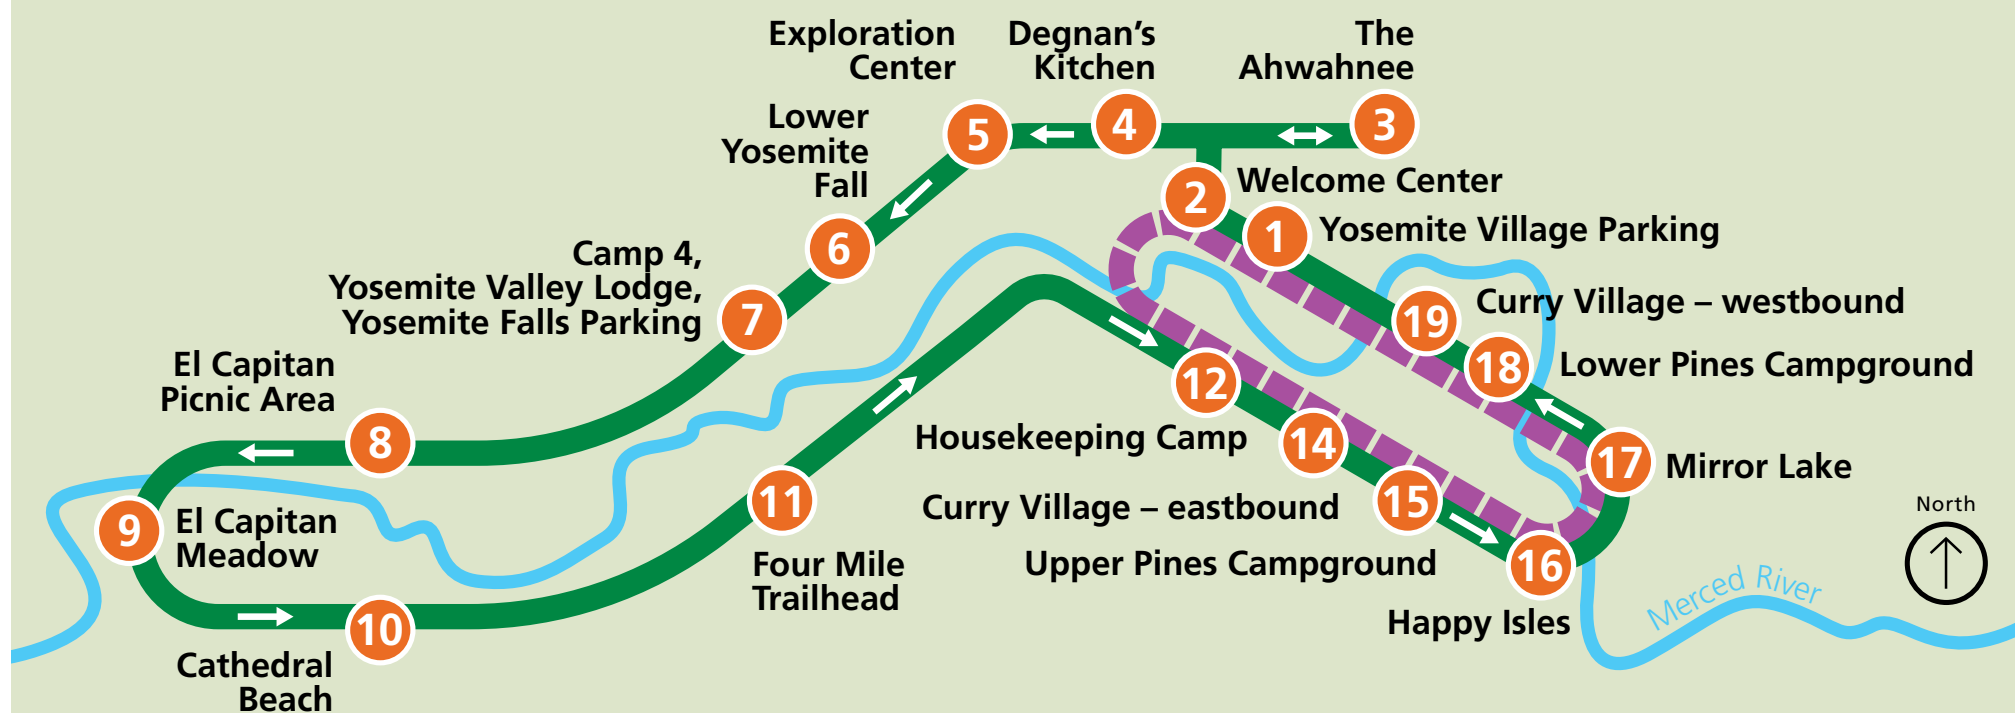 Exploration
Center
5
Degnan’s
Kitchen
4
The
Ahwahnee
3
Lower
Yosemite
Fall
6
2
Welcome Center
1
Yosemite Village Parking
Camp 4,
Yosemite Valley Lodge,
Yosemite Falls Parking
7
19
Curry Village – westbound
18
Lower Pines Campground
El Capitan
Picnic Area
8
12
Housekeeping Camp
14
17
Mirror Lake
9
El Capitan
Meadow
11
Four Mile
Trailhead
Curry Village – eastbound
15
Upper Pines Campground
16
Happy Isles
North
Merced River
10
Cathedral
Beach